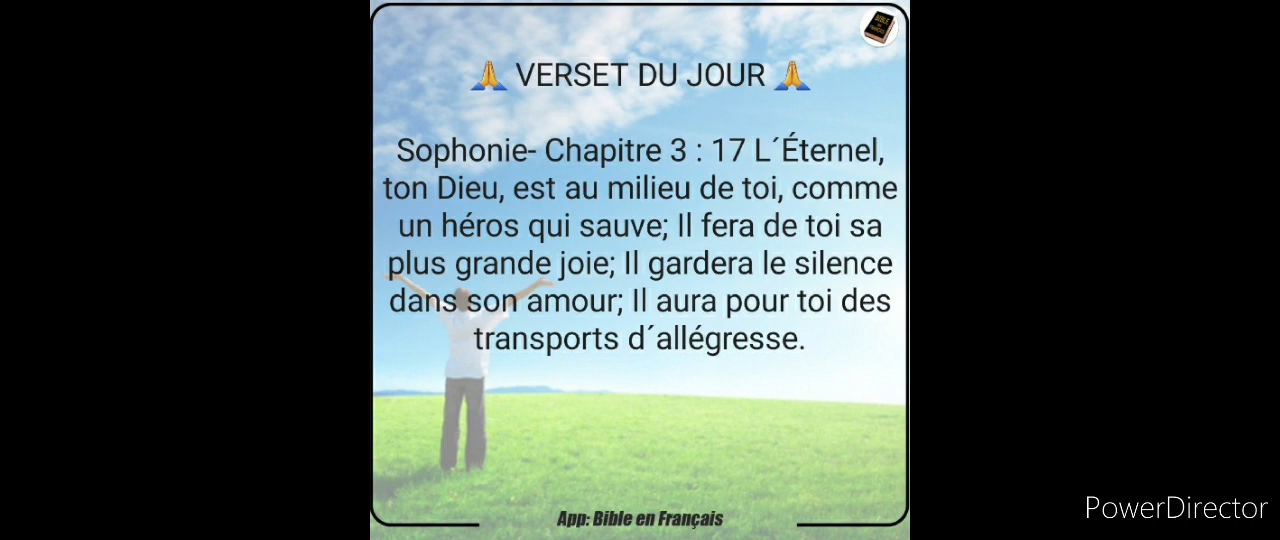 🙏 VERSET DU JOUR 🙏
Sophonie- Chapitre 3 : 17 L´Éternel,
ton Dieu, est au milieu de toi, comme
un héros qui sauve; Il fera de toi sa
plus grande joie; Il gardera le silence
dans son amour; Il aura pour toi des
transports d´allégresse.
App: Bible en Français
PowerDirector